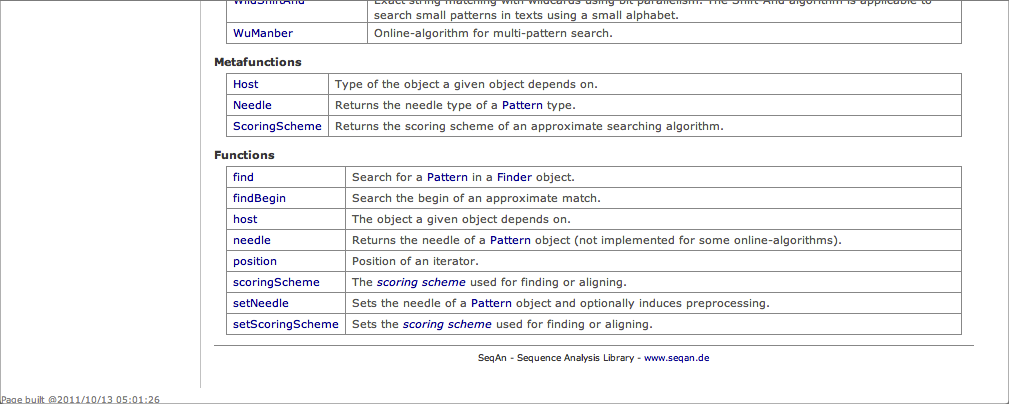 WildShiftAnd Exact string matching with wildcards using bit parallelism. The Shift-And algorithm is applicable to
search small patterns in texts using a small alphabet.
WuManber Online-algorithm for multi-pattern search.
Metafunctions
Host Type of the object a given object depends on.
Needle Returns the needle type of a Pattern type.
ScoringScheme Returns the scoring scheme of an approximate searching algorithm.
Functions
find Search for a Pattern in a Finder object.
findBegin Search the begin of an approximate match.
host The object a given object depends on.
needle Returns the needle of a Pattern object (not implemented for some online-algorithms).
position Position of an iterator.
scoringScheme The scoring scheme used for finding or aligning.
setNeedle Sets the needle of a Pattern object and optionally induces preprocessing.
setScoringScheme Sets the scoring scheme used for finding or aligning.
SeqAn - Sequence Analysis Library - www.seqan.de
Page built @2011/10/13 05:01:26